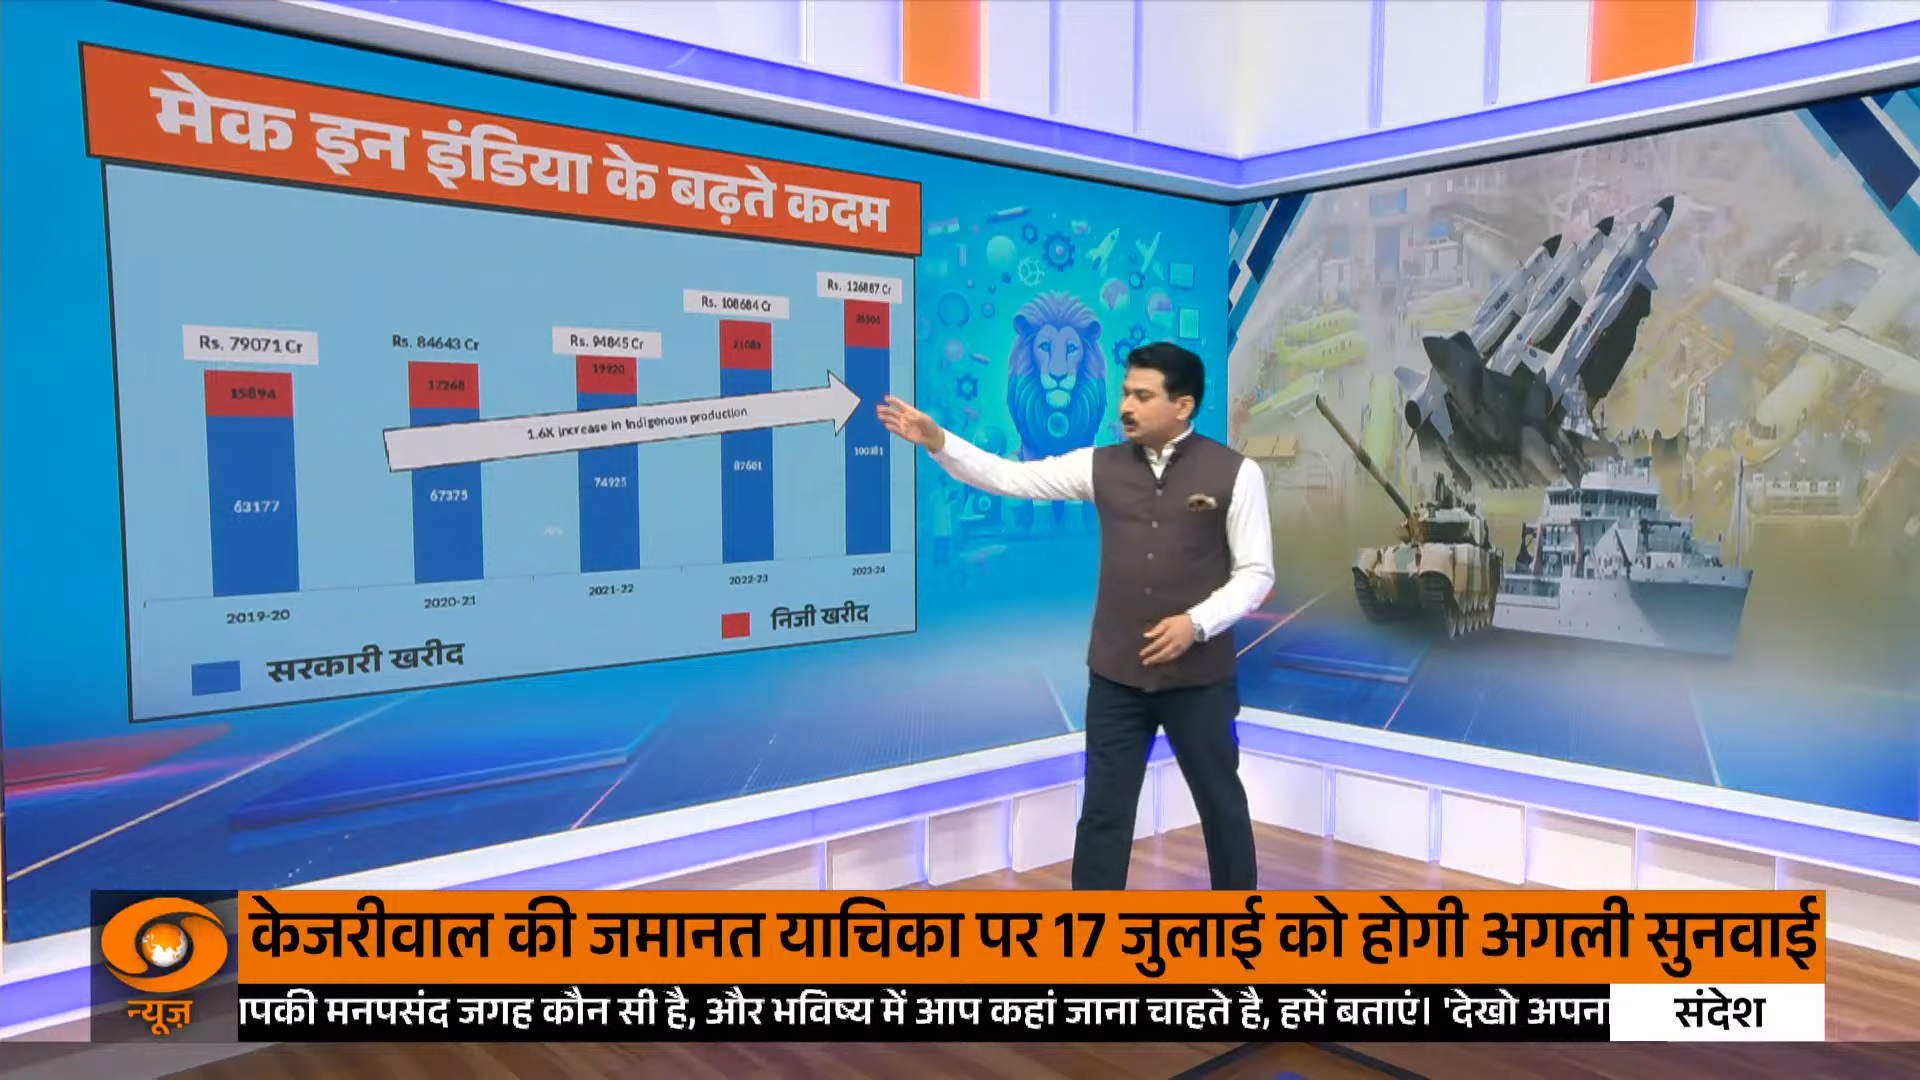 मेक इन इंडिया के बढ़ते कदम
Rs. 79071 Cr
Rs. 84643 Cr
Rs. 94845 Cr
Rs. 108684 Cr
Rs. 126887 Cr
15894
17268
19920
1.6X increase in Indigenous production
63177
67375
74925
87601
100381
2019-20
2020-21
2021-22
2022-23
2023-24
सरकारी खरीद
निजी खरीद
केजरीवाल की जमानत याचिका पर 17 जुलाई को होगी अगली सुनवाई
न्यूज़
पकी मनपसंद जगह कौन सी है, और भविष्य में आप कहां जाना चाहते है, हमें बताएं। 'देखो अपना
संदेश